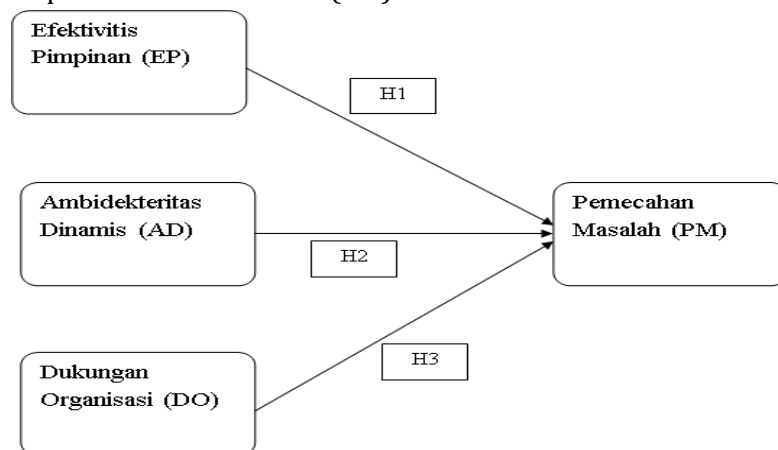 Efektivitis
Pimpinan (EP)
H1
Ambidekteritas
Dinamis (AD)
Pemecahan
Masalah (PM)
H2
H3
Dukungan
Organisasi (DO)